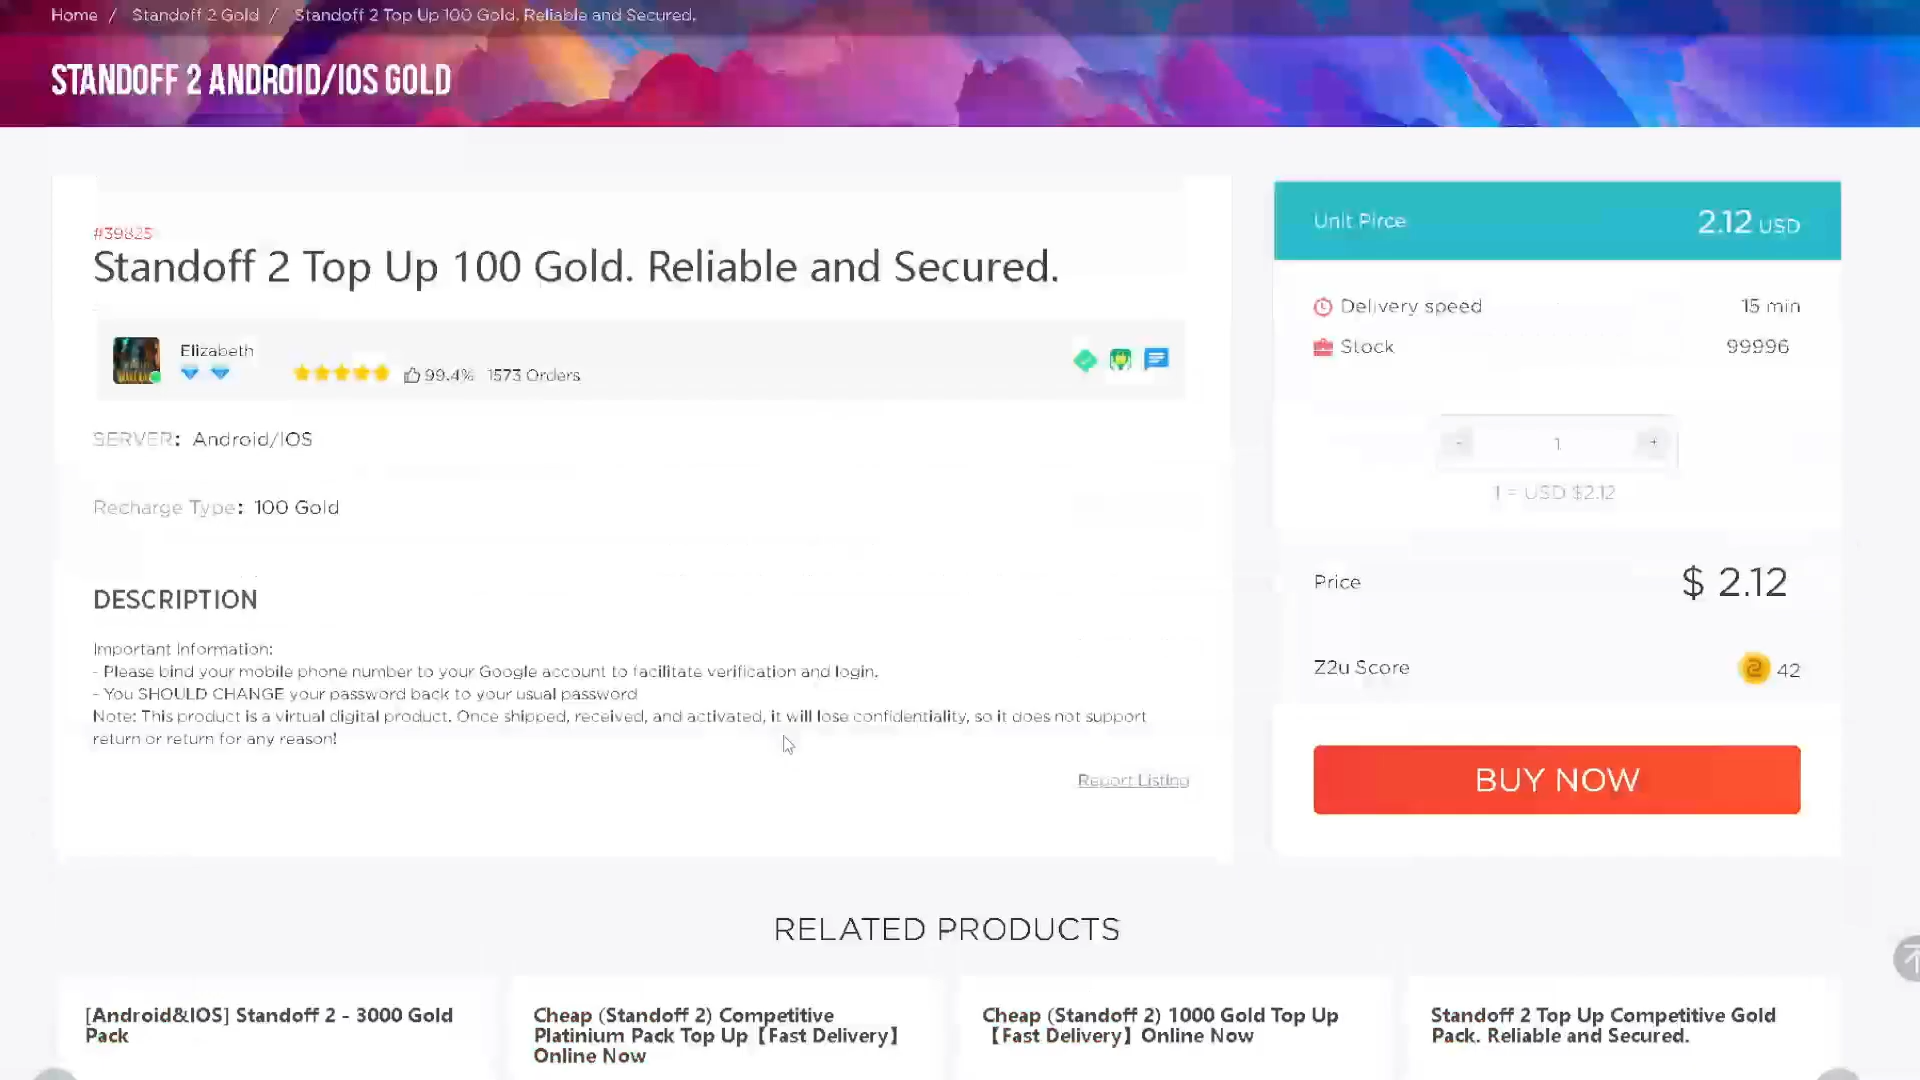 Home / Standoff 2 Gold / Standoff 2 Top Up 100 Gold. Reliable and Secured.
STANDOFF 2 ANDROID/IOS GOLD
#39825
Standoff 2 Top Up 100 Gold. Reliable and Secured.
Elizabeth
99.4% 1573 Orders
SERVER: Android/IOS
Recharge Type: 100 Gold
DESCRIPTION
Important Information:
- Please bind your mobile phone number to your Google account to facilitate verification and login.
- You SHOULD CHANGE your password back to your usual password
Note: This product is a virtual digital product. Once shipped, received, and activated, it will lose confidentiality, so it does not support
return or return for any reason!
Report Listing
Unit Pirce 2.12 USD
Delivery speed 15 min
Stock 99996
- 1 +
1 = USD $2.12
Price $ 2.12
Z2u Score 42
BUY NOW
RELATED PRODUCTS
[Android&IOS] Standoff 2 - 3000 Gold
Pack
Cheap (Standoff 2) Competitive
Platinium Pack Top Up【Fast Delivery】
Online Now
Cheap (Standoff 2) 1000 Gold Top Up
【Fast Delivery】Online Now
Standoff 2 Top Up Competitive Gold
Pack. Reliable and Secured.